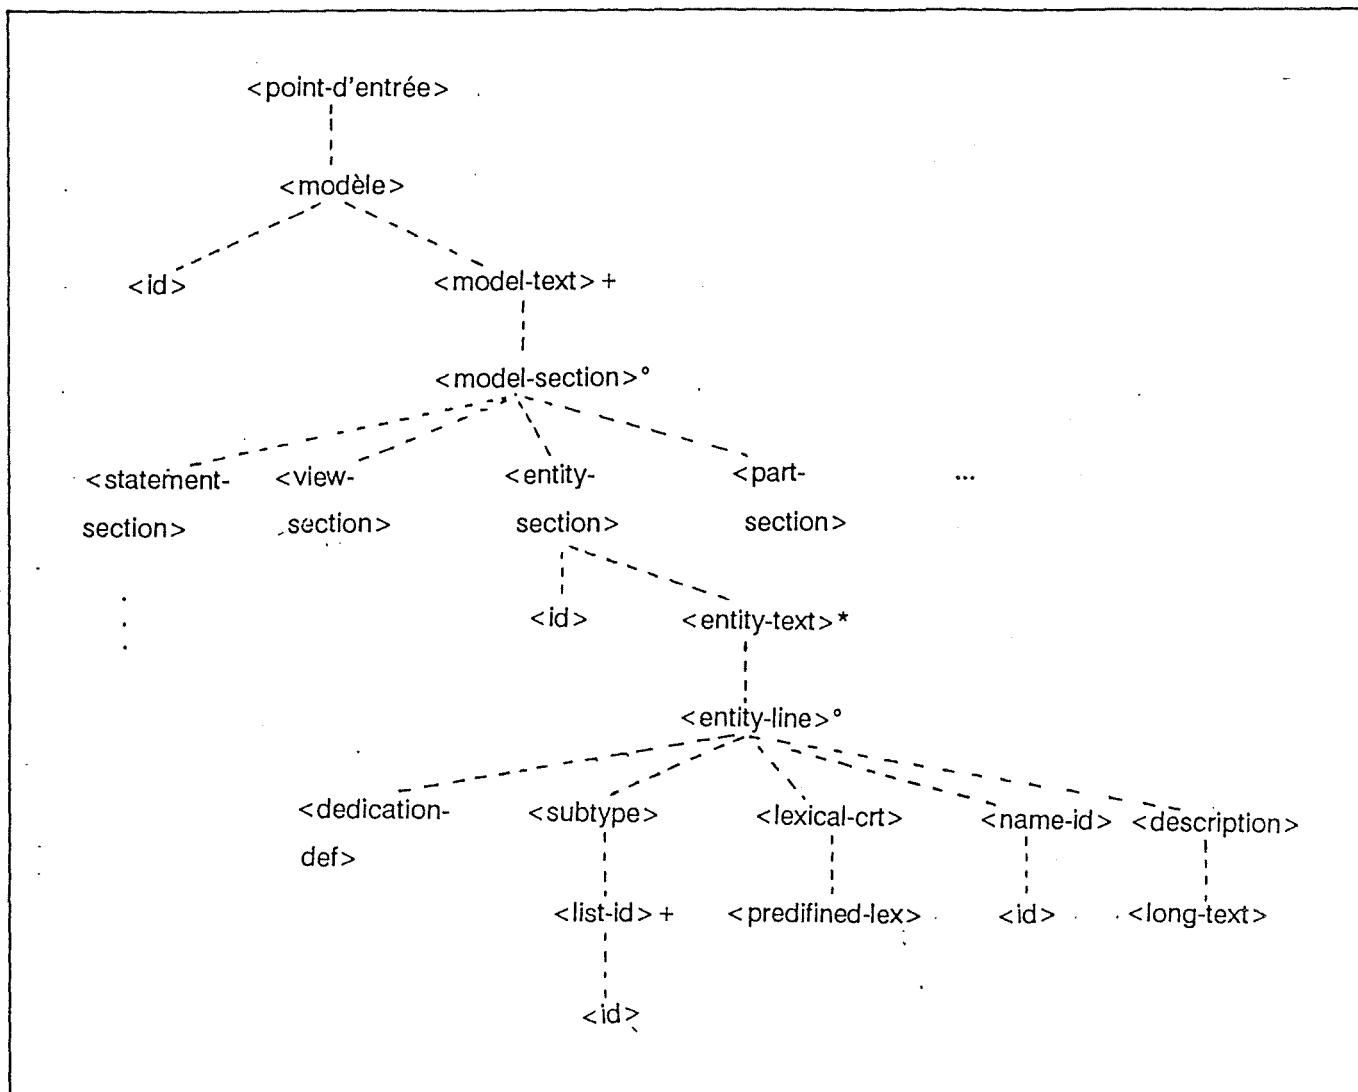 <point-d'entrée>
<modèle>
<id> <model-text> +
<model-section>°
<statement- <view- <entity- <part- ...
section> section> section> section>
<id> <entity-text>*
<entity-line>°
<dedication- <subtype> <lexical-crt> <name-id> <description>
def>
<list-id> + <predifined-lex> <id> <long-text>
<id>